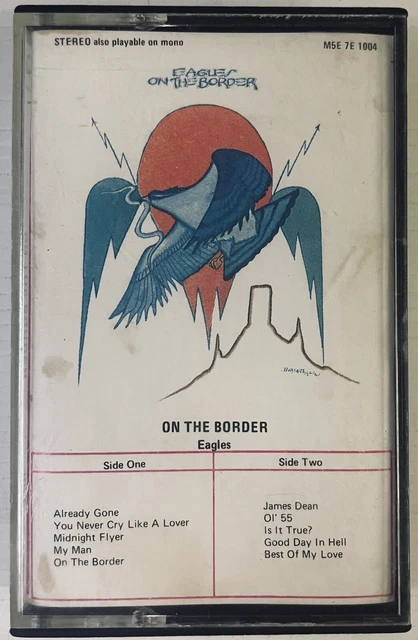 STEREO also playable on mono
M5E 7E 1004
EAGLES
ON THE BORDER
ON THE BORDER
Eagles
Side One
Already Gone
You Never Cry Like A Lover
Midnight Flyer
My Man
On The Border
Side Two
James Dean
Ol' 55
Is It True?
Good Day In Hell
Best Of My Love